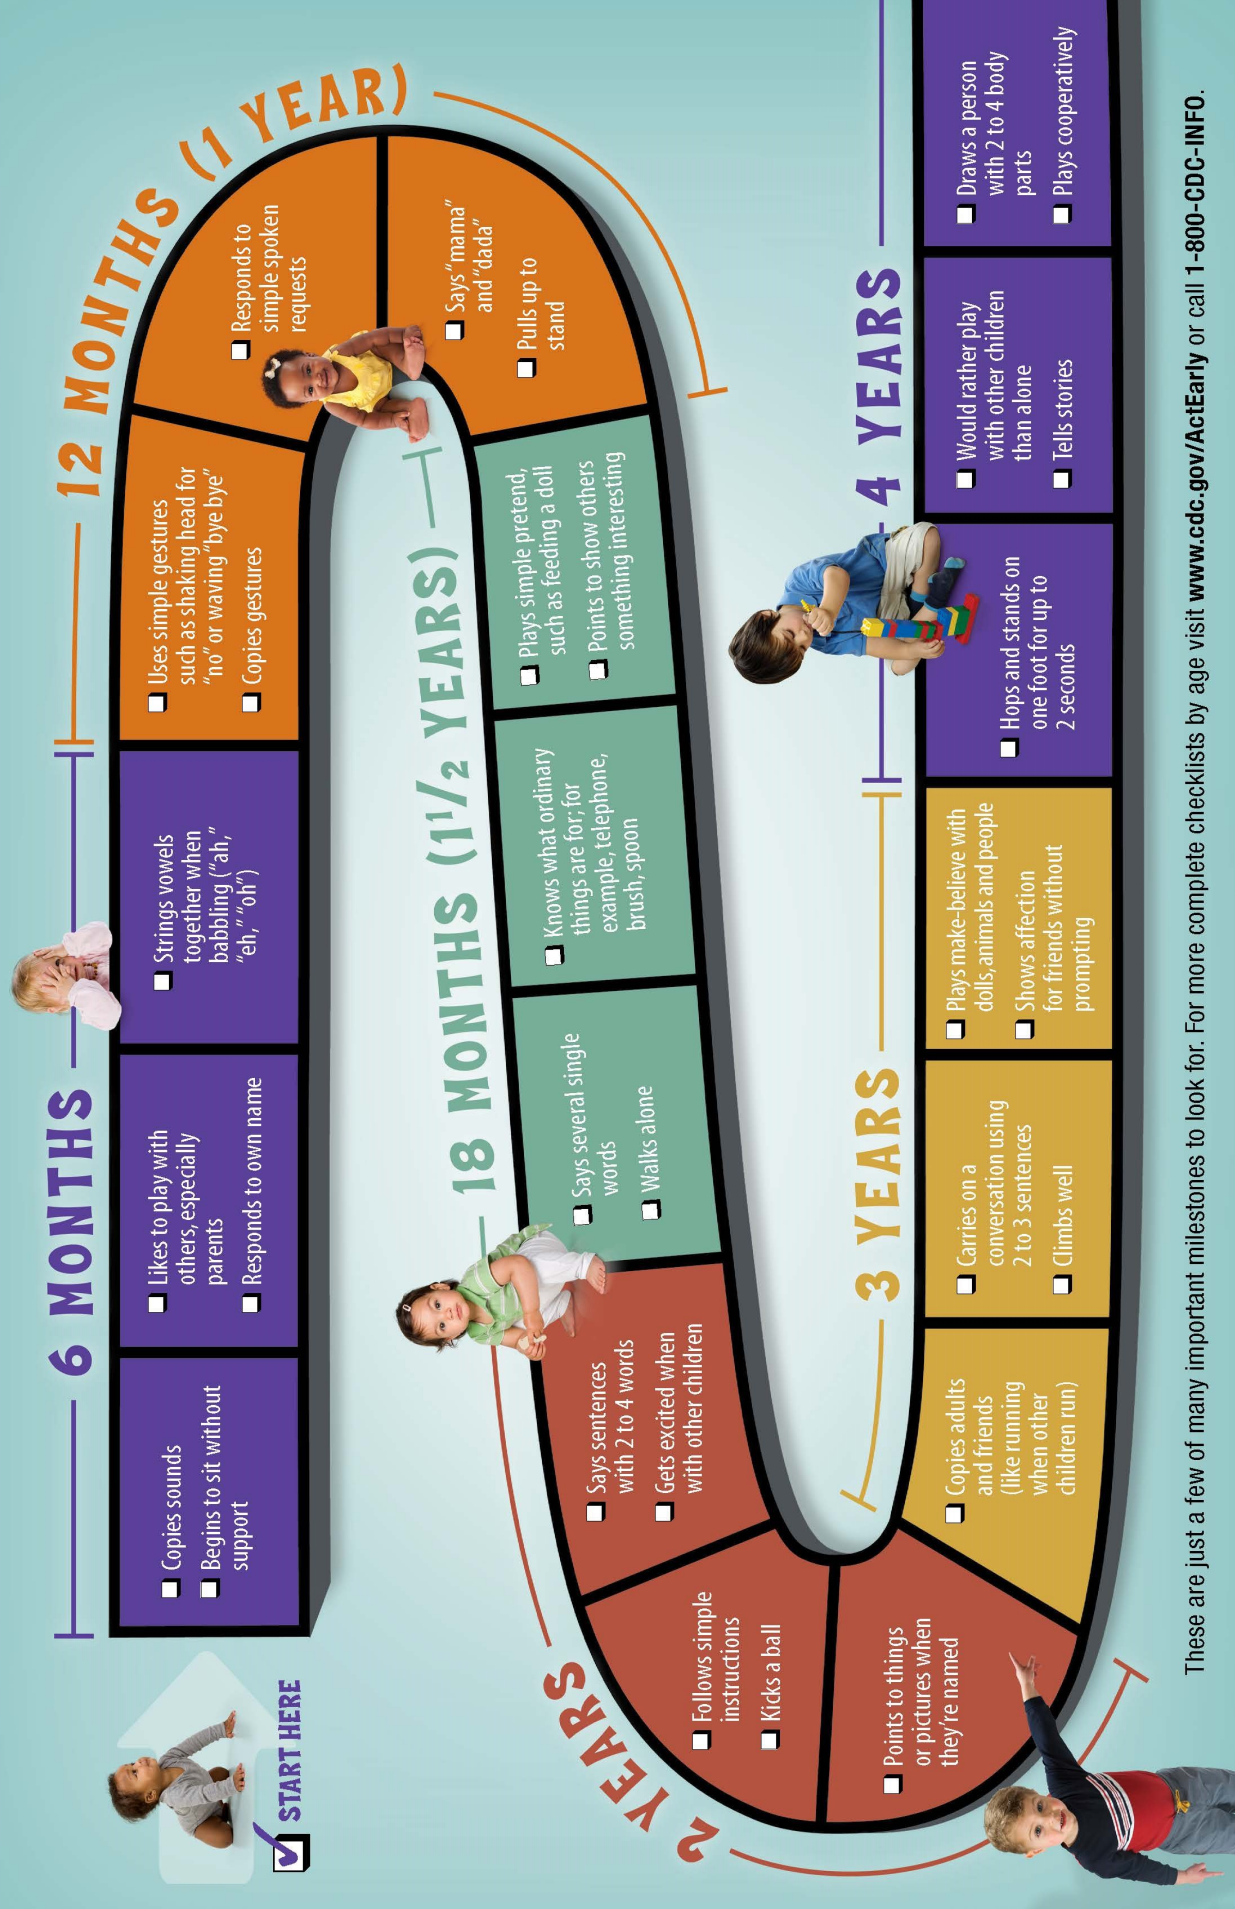 START HERE
6 MONTHS
Copies sounds
Begins to sit without
support
Likes to play with
others, especially
parents
Responds to own name
Strings vowels
together when
babbling (“ah,”
“eh,” “oh”)
12 MONTHS (1 YEAR)
Uses simple gestures
such as shaking head for
“no” or waving “bye bye”
Copies gestures
Responds to
simple spoken
requests
Says “mama”
and “dada”
Pulls up to
stand
18 MONTHS (1 1/2 YEARS)
Plays simple pretend,
such as feeding a doll
Points to show others
something interesting
Knows what ordinary
things are for; for
example, telephone,
brush, spoon
Says several single
words
Walks alone
2 YEARS
Says sentences
with 2 to 4 words
Gets excited when
with other children
Follows simple
instructions
Kicks a ball
Points to things
or pictures when
they’re named
3 YEARS
Copies adults
and friends
(like running
when other
children run)
Carries on a
conversation using
2 to 3 sentences
Climbs well
Plays make-believe with
dolls, animals and people
Shows affection
for friends without
prompting
4 YEARS
Hops and stands on
one foot for up to
2 seconds
Would rather play
with other children
than alone
Tells stories
Draws a person
with 2 to 4 body
parts
Plays cooperatively
These are just a few of many important milestones to look for. For more complete checklists by age visit www.cdc.gov/ActEarly or call 1-800-CDC-INFO.